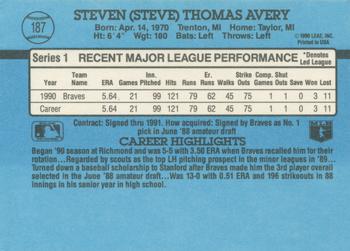 187
STEVEN (STEVE) THOMAS AVERY
Born: Apr. 14, 1970 Trenton, MI Home: Taylor, MI
Ht: 6' 4" Wgt: 180 Bats: Left Throws: Left
© 1990 LEAF, INC.
Printed in USA
Series 1 RECENT MAJOR LEAGUE PERFORMANCE *Denotes Led League
Year Team Name ERA Games Innings Hits Runs Er. Runs Walks Strike Outs Comp. Games Shut Outs Saves Won Lost
1990 Braves 5.64 21 99 121 79 62 45 75 1 1 0 3 11
Career 5.64 21 99 121 79 62 45 75 1 1 0 3 11
Contract: Signed thru 1991. How acquired: Signed by Braves as No. 1
pick in June '88 amateur draft
CAREER HIGHLIGHTS
Began '90 season at Richmond and was 5-5 with 3.50 ERA when Braves recalled him for their
rotation... Regarded by scouts as the top LH pitching prospect in the minor leagues in '89...
Turned down a baseball scholarship to Stanford after Braves made him the 3rd player overall
selected in the June '88 amateur draft... Was 13-0 with 0.51 ERA and 196 strikeouts in 88
innings in his senior year in high school.